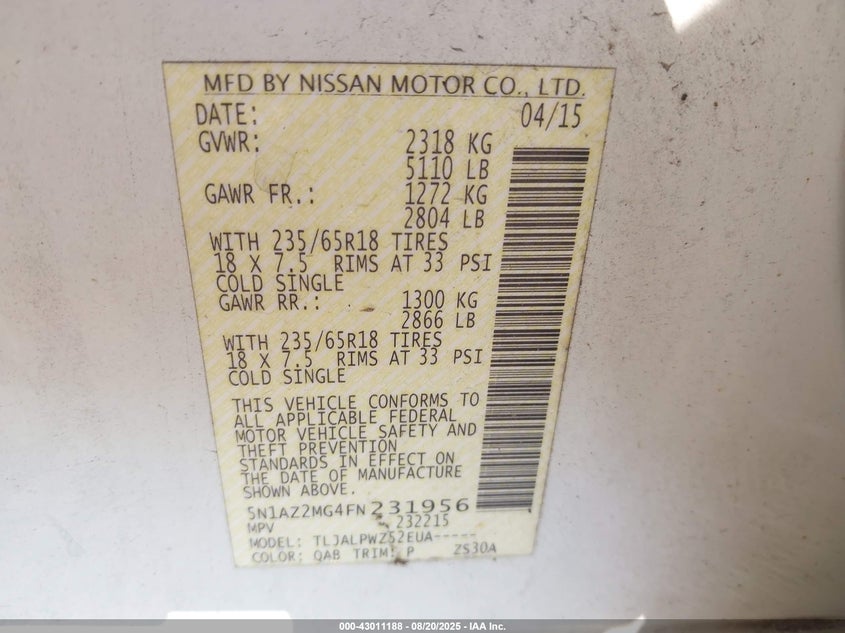 MFD BY NISSAN MOTOR CO., LTD.
DATE: 04/15
GVWR: 2318 KG
5110 LB
GAWR FR.: 1272 KG
2804 LB
WITH 235/65R18 TIRES
18 X 7.5 RIMS AT 33 PSI
COLD SINGLE
GAWR RR.: 1300 KG
2866 LB
WITH 235/65R18 TIRES
18 X 7.5 RIMS AT 33 PSI
COLD SINGLE
THIS VEHICLE CONFORMS TO
ALL APPLICABLE FEDERAL
MOTOR VEHICLE SAFETY AND
THEFT PREVENTION
STANDARDS IN EFFECT ON
THE DATE OF MANUFACTURE
SHOWN ABOVE.
5N1AZ2MG4FN231956
MPV 232215
MODEL: TLJALPWZ52EUA-----
COLOR: QAB TRIM: P ZS30A
000-43011188 - 08/20/2025 - IAA Inc.